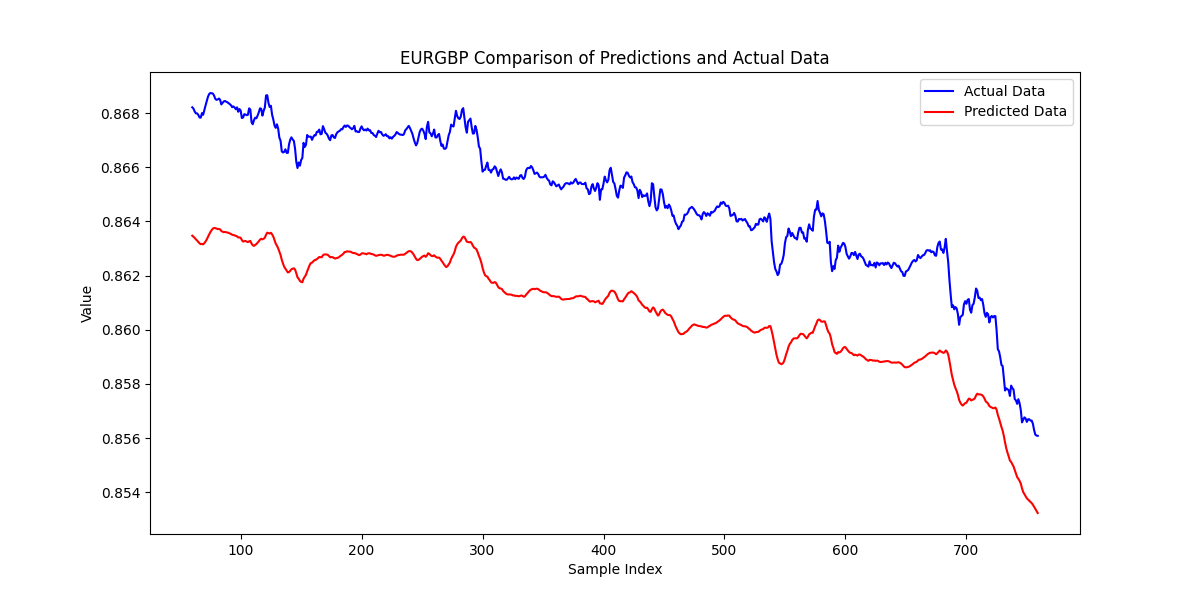 EURGBP Comparison of Predictions and Actual Data
Actual Data
Predicted Data
Value
0.868
0.866
0.864
0.862
0.860
0.858
0.856
0.854
100 200 300 400 500 600 700
Sample Index